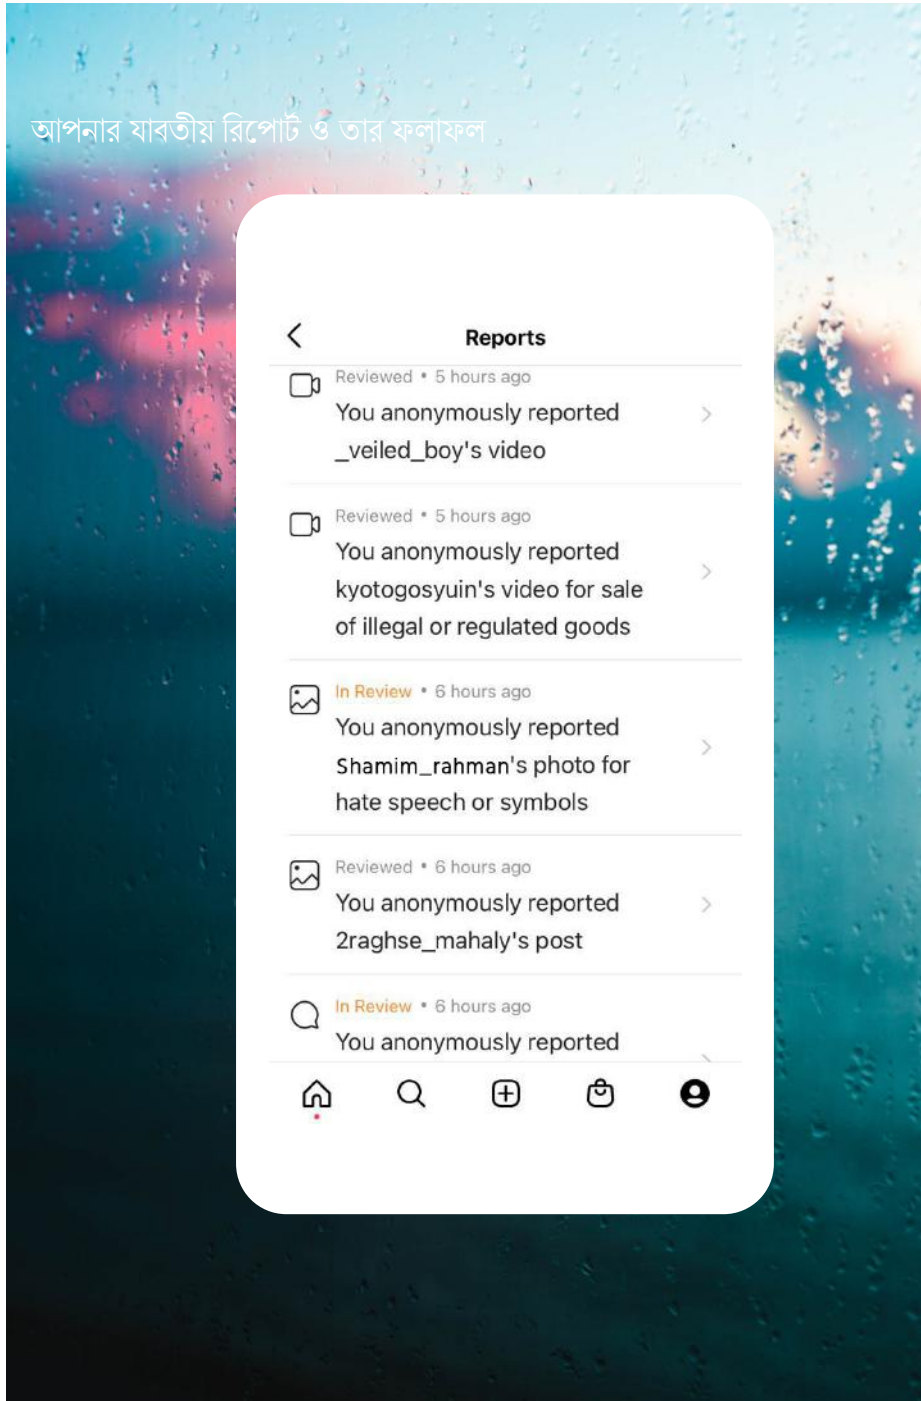 আপনার যাবতীয় রিপোর্ট ও তার ফলাফল
Reports
Reviewed • 5 hours ago
You anonymously reported
_veiled_boy's video
Reviewed • 5 hours ago
You anonymously reported
kyotogosyuin's video for sale
of illegal or regulated goods
In Review • 6 hours ago
You anonymously reported
Shamim_rahman's photo for
hate speech or symbols
Reviewed • 6 hours ago
You anonymously reported
2raghse_mahaly's post
In Review • 6 hours ago
You anonymously reported